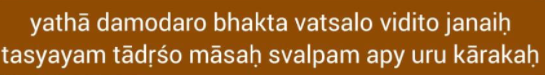 yathā damodaro bhakta vatsalo vidito janaiḥ
tasyayam tādṛśo māsaḥ svalpam apy uru kārakaḥ